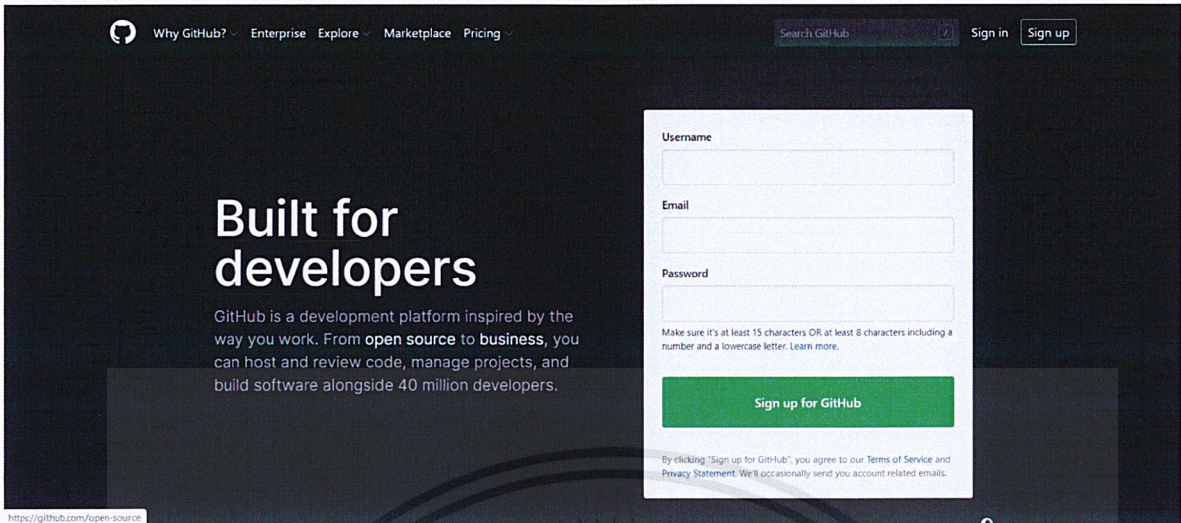 Why GitHub? Enterprise Explore Marketplace Pricing Search GitHub / Sign in Sign up
Username
Email
Built for
developers
Password
GitHub is a development platform inspired by the
way you work. From open source to business, you
can host and review code, manage projects, and
build software alongside 40 million developers.
Make sure it's at least 15 characters OR at least 8 characters including a
number and a lowercase letter. Learn more.
Sign up for GitHub
By clicking "Sign up for GitHub", you agree to our Terms of Service and
Privacy Statement. We'll occasionally send you account related emails.
https://github.com/open-source